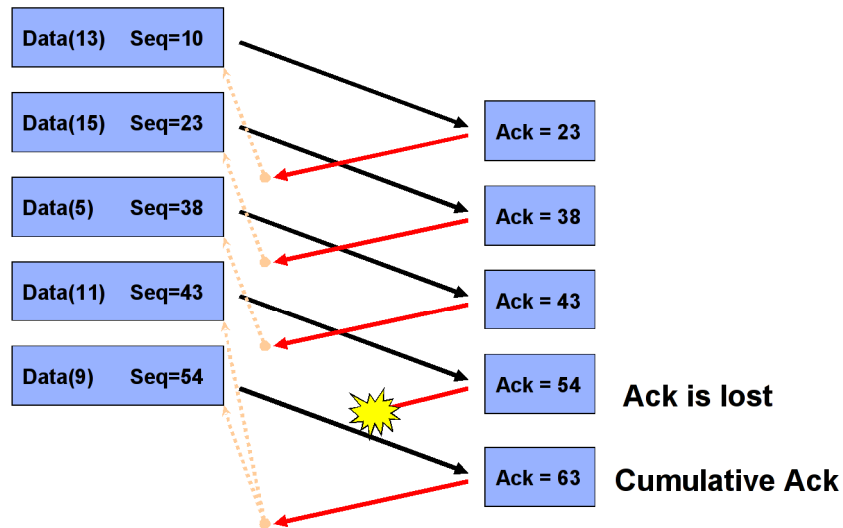 Data(13) Seq=10
Data(15) Seq=23
Ack = 23
Data(5) Seq=38
Ack = 38
Data(11) Seq=43
Ack = 43
Data(9) Seq=54
Ack = 54
Ack is lost
Ack = 63
Cumulative Ack